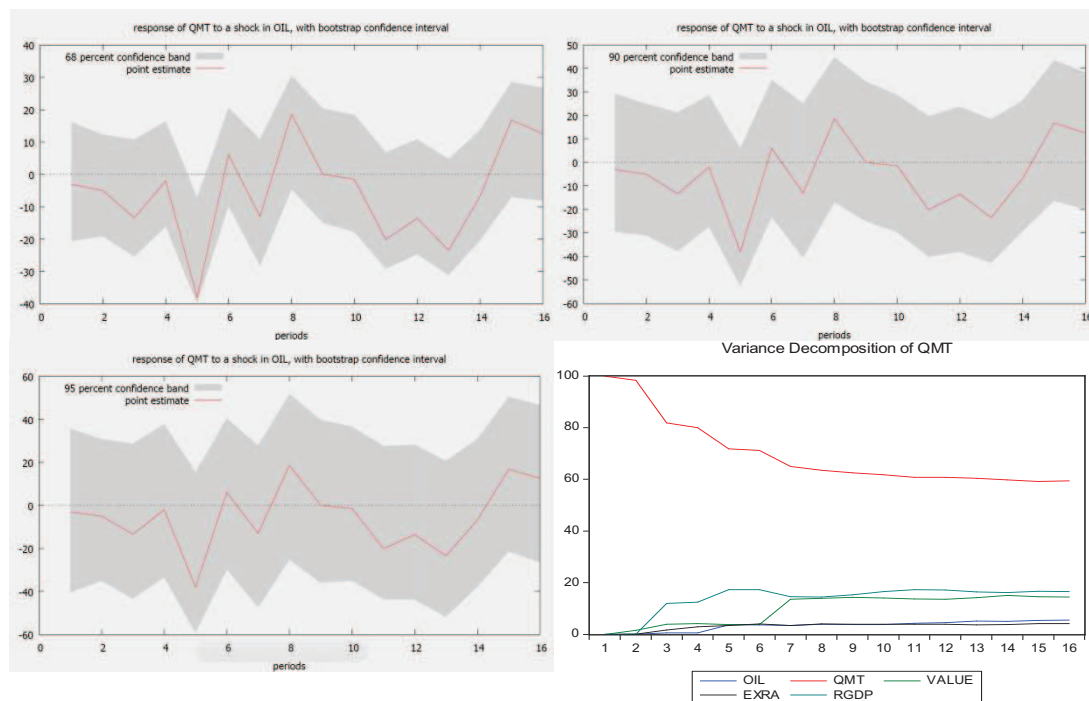 response of QMT to a shock in OIL, with bootstrap confidence interval
40
30
20
10
0
-10
-20
-30
-40
68 percent confidence band
point estimate
0 2 4 6 8 10 12 14 16
periods
response of QMT to a shock in OIL, with bootstrap confidence interval
50
40
30
20
10
0
-10
-20
-30
-40
-50
-60
90 percent confidence band
point estimate
0 2 4 6 8 10 12 14 16
periods
response of QMT to a shock in OIL, with bootstrap confidence interval
60
40
20
0
-20
-40
-60
95 percent confidence band
point estimate
0 2 4 6 8 10 12 14 16
periods
Variance Decomposition of QMT
100
80
60
40
20
0
1 2 3 4 5 6 7 8 9 10 11 12 13 14 15 16
OIL QMT VALUE
EXRA RGDP